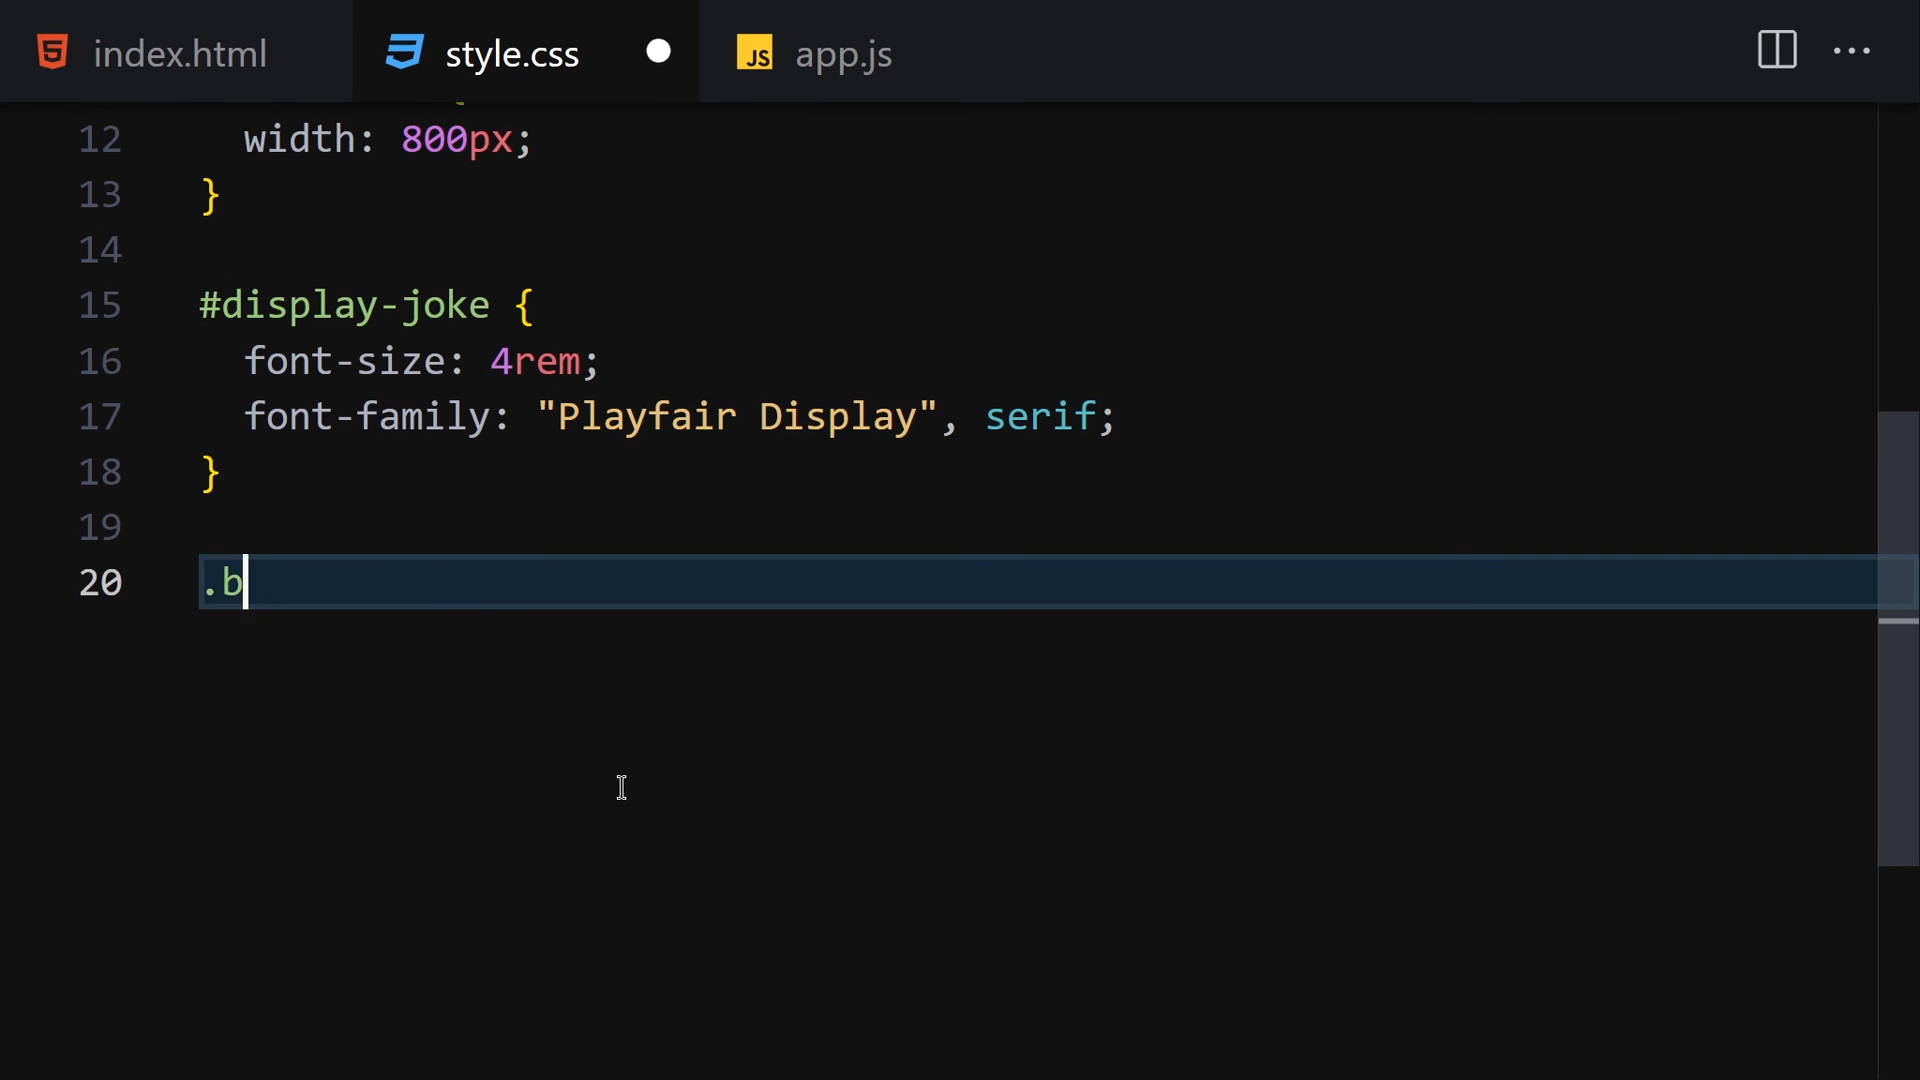 index.html style.css app.js
12 width: 800px;
13 }
14
15 #display-joke {
16 font-size: 4rem;
17 font-family: "Playfair Display", serif;
18 }
19
20 .b